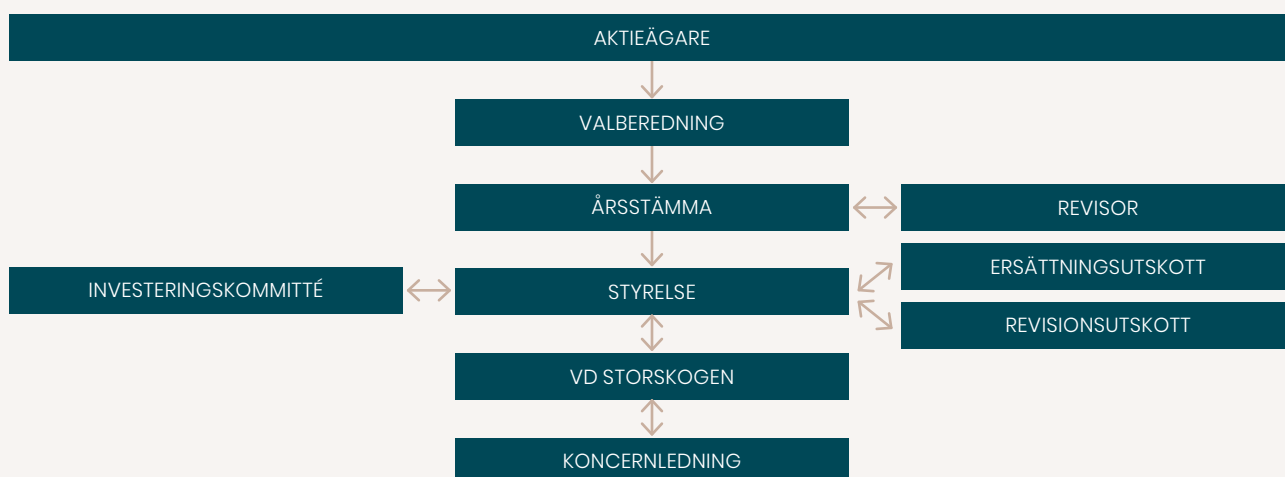 AKTIEÄGARE
VALBEREDNING
ÅRSSTÄMMA
REVISOR
ERSÄTTNINGSUTSKOTT
INVESTERINGSKOMMITTÉ
STYRELSE
REVISIONSUTSKOTT
VD STORSKOGEN
KONCERNLEDNING